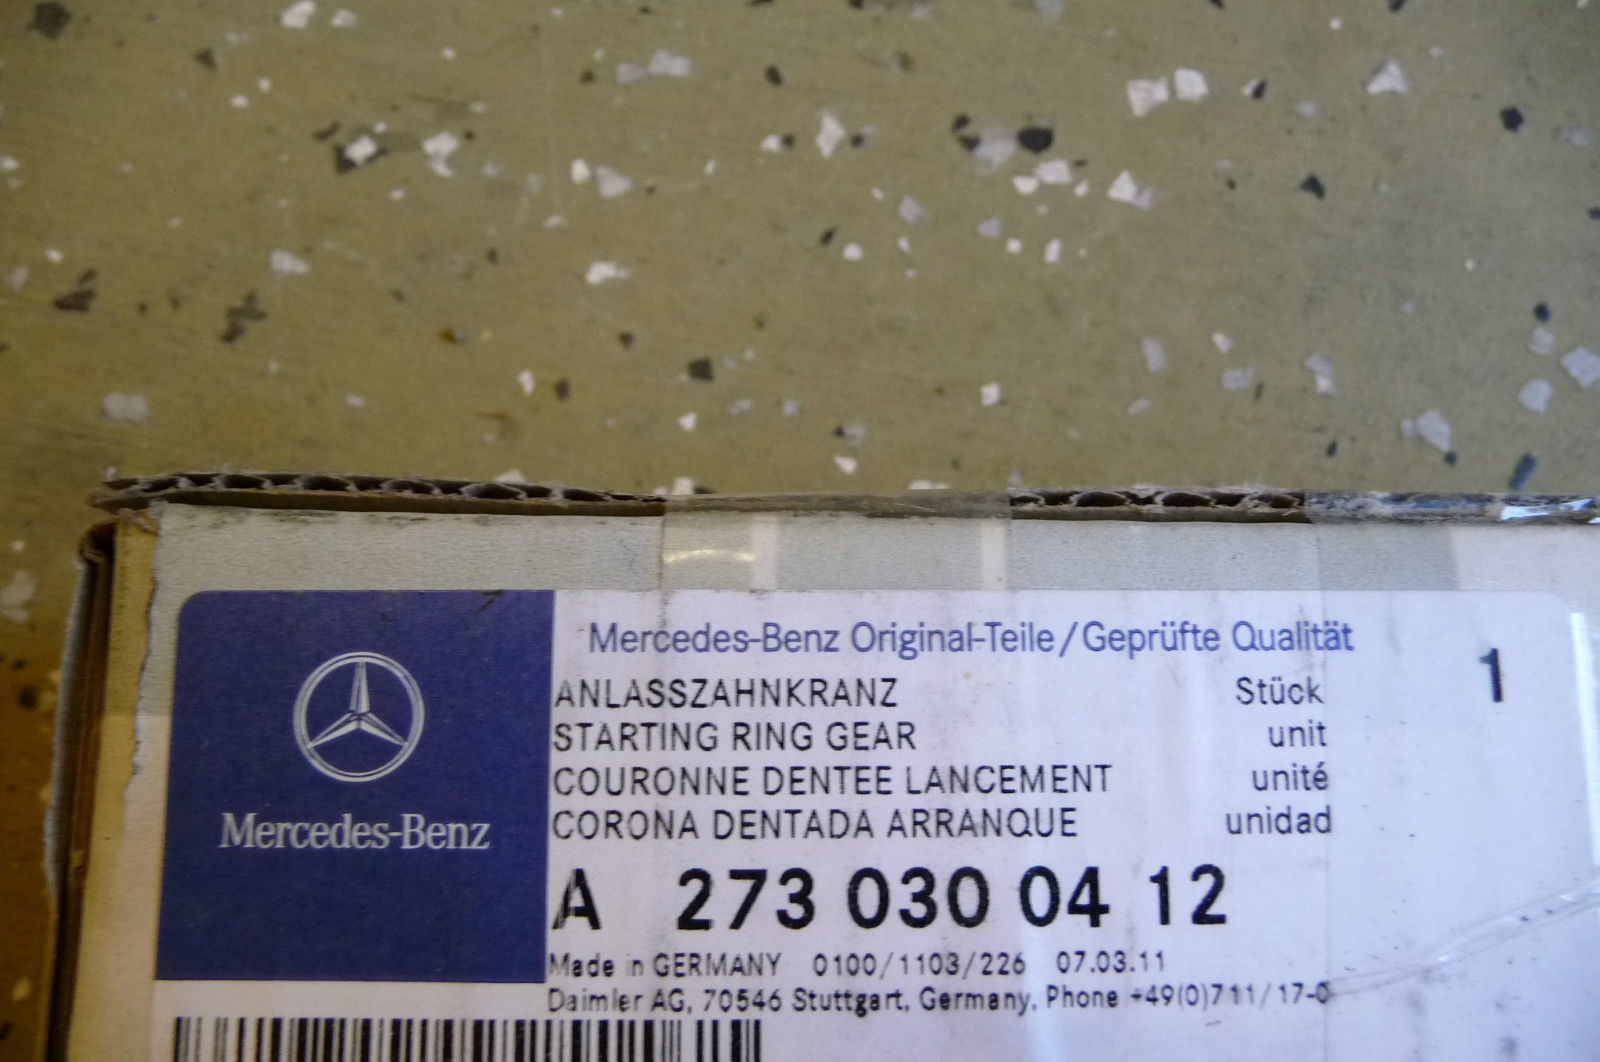 Mercedes-Benz
Mercedes-Benz Original-Teile/Geprüfte Qualität
ANLASSZAHNKRANZ Stück 1
STARTING RING GEAR unit
COURONNE DENTEE LANCEMENT unité
CORONA DENTADA ARRANQUE unidad
A 273 030 04 12
Made in GERMANY 0100/1103/226 07.03.11
Daimler AG, 70546 Stuttgart, Germany, Phone +49(0)711/17-0